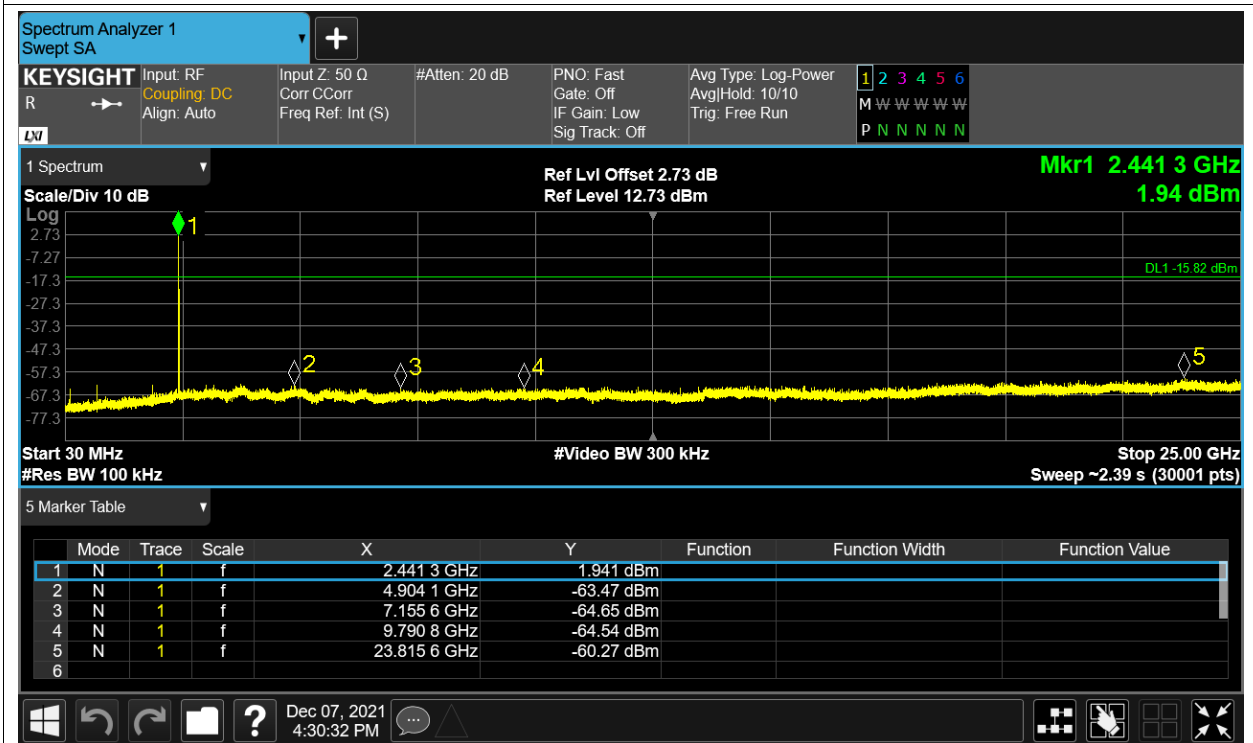 Spectrum Analyzer 1
Swept SA
KEYSIGHT
R
LXI
Input: RF
Coupling: DC
Align: Auto
Input Z: 50 Ω
Corr CCorr
Freq Ref: Int (S)
#Atten: 20 dB
PNO: Fast
Gate: Off
IF Gain: Low
Sig Track: Off
Avg Type: Log-Power
Avg|Hold: 10/10
Trig: Free Run
1 2 3 4 5 6
M W W W W W
P N N N N N
1 Spectrum
Scale/Div 10 dB
Ref Lvl Offset 2.73 dB
Ref Level 12.73 dBm
Mkr1 2.441 3 GHz
1.94 dBm
Log
2.73
-7.27
-17.3
-27.3
-37.3
-47.3
-57.3
-67.3
-77.3
1
2
3
4
5
DL1 -15.82 dBm
Start 30 MHz
#Res BW 100 kHz
#Video BW 300 kHz
Stop 25.00 GHz
Sweep ~2.39 s (30001 pts)
5 Marker Table
Mode Trace Scale X Y Function Function Width Function Value
1 N 1 f 2.441 3 GHz 1.941 dBm
2 N 1 f 4.904 1 GHz -63.47 dBm
3 N 1 f 7.155 6 GHz -64.65 dBm
4 N 1 f 9.790 8 GHz -64.54 dBm
5 N 1 f 23.815 6 GHz -60.27 dBm
6
?
Dec 07, 2021
4:30:32 PM